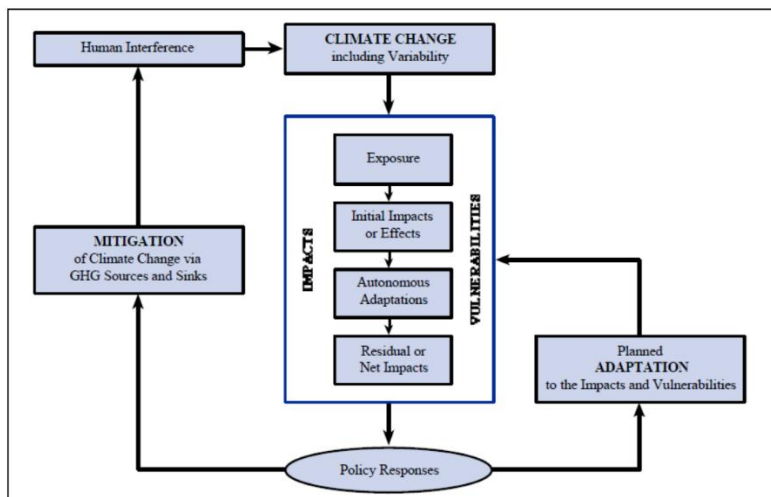 Human Interference
CLIMATE CHANGE
including Variability
Exposure
Initial Impacts
or Effects
IMPACTS
VULNERABILITIES
MITIGATION
of Climate Change via
GHG Sources and Sinks
Autonomous
Adaptations
Residual or
Net Impacts
Planned
ADAPTATION
to the Impacts and Vulnerabilities
Policy Responses